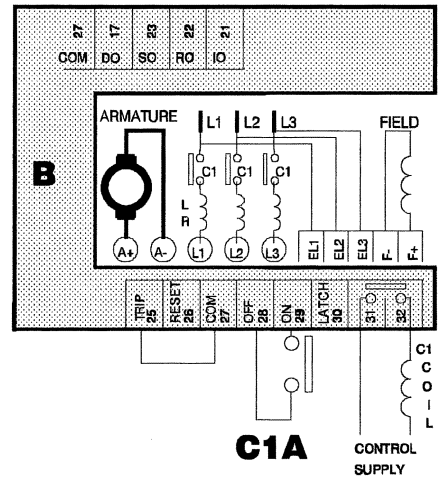 27 17 23 22 21
COM DO SO RO IO
ARMATURE L1 L2 L3 FIELD
C1 C1 C1
B
LR
A+ A- L1 L2 L3 EL1 EL2 EL3 F- F+
TRIP RESET COM OFF ON LATCH
25 26 27 28 29 30 31 32
C1 COIL
C1A
CONTROL
SUPPLY